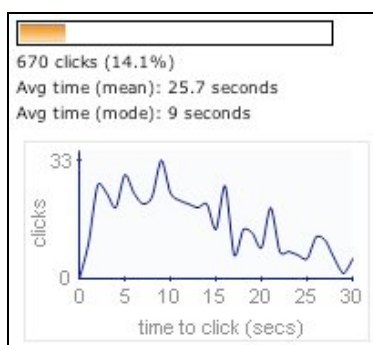 670 clicks (14.1%)
Avg time (mean): 25.7 seconds
Avg time (mode): 9 seconds
33
clicks
0
0 5 10 15 20 25 30
time to click (secs)